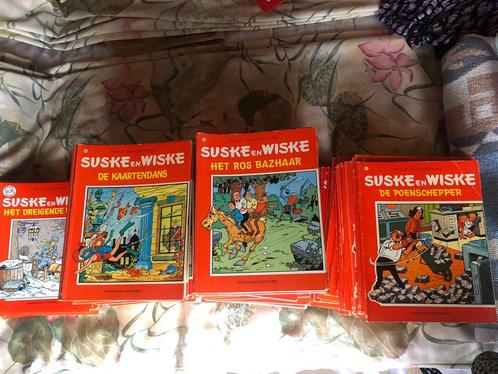 SUSKE EN WISKE
HET DREIGENDE
SUSKE EN WISKE
DE KAARTENDANS
SUSKE EN WISKE
HET ROS BAZHAAR
SUSKE EN WISKE
DE POENSCHEPPER